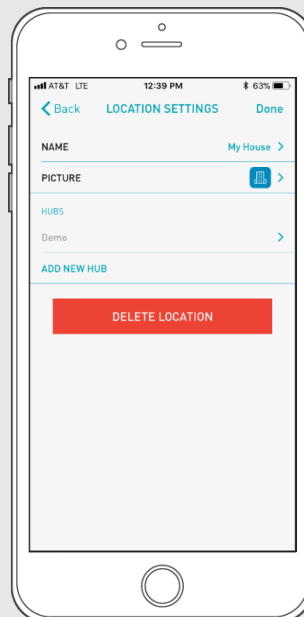 AT&T LTE 12:39 PM 63%
Back LOCATION SETTINGS Done
NAME My House
PICTURE
HUBS
Demo
ADD NEW HUB
DELETE LOCATION